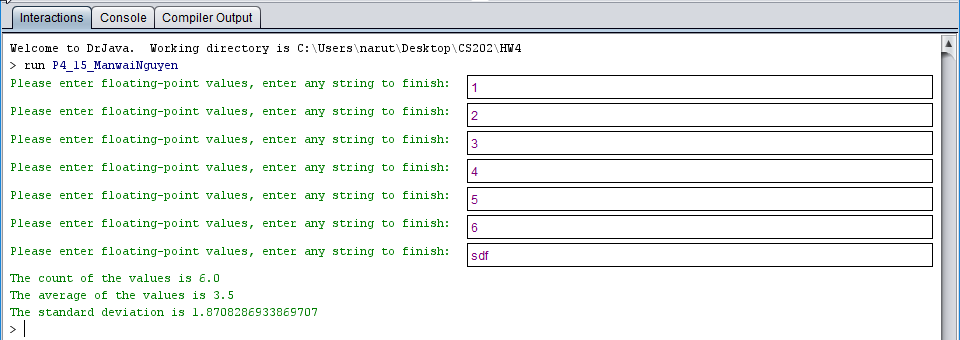 Interactions Console Compiler Output
Welcome to DrJava.  Working directory is C:\Users\narut\Desktop\CS202\HW4
> run P4_15_ManwaiNguyen
Please enter floating-point values, enter any string to finish: 1
Please enter floating-point values, enter any string to finish: 2
Please enter floating-point values, enter any string to finish: 3
Please enter floating-point values, enter any string to finish: 4
Please enter floating-point values, enter any string to finish: 5
Please enter floating-point values, enter any string to finish: 6
Please enter floating-point values, enter any string to finish: sdf
The count of the values is 6.0
The average of the values is 3.5
The standard deviation is 1.8708286933869707
>